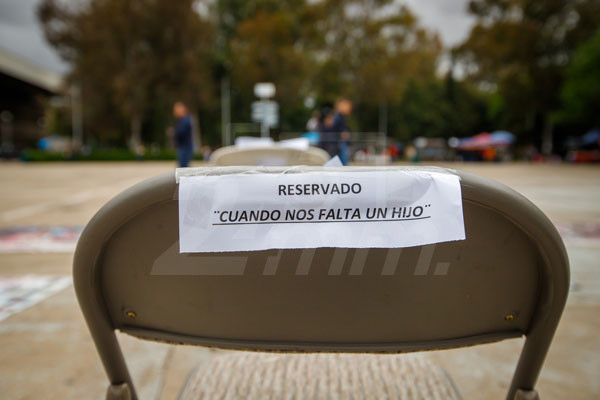 RESERVADO
¨CUANDO NOS FALTA UN HIJO¨